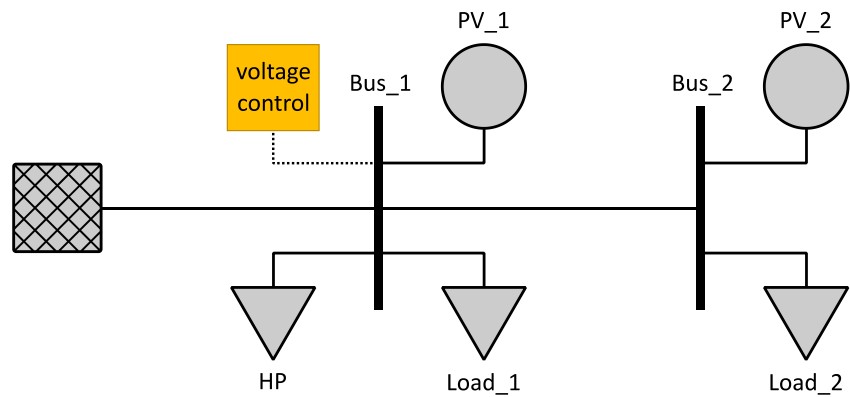 PV_1
PV_2
voltage
control
Bus_1
Bus_2
HP
Load_1
Load_2